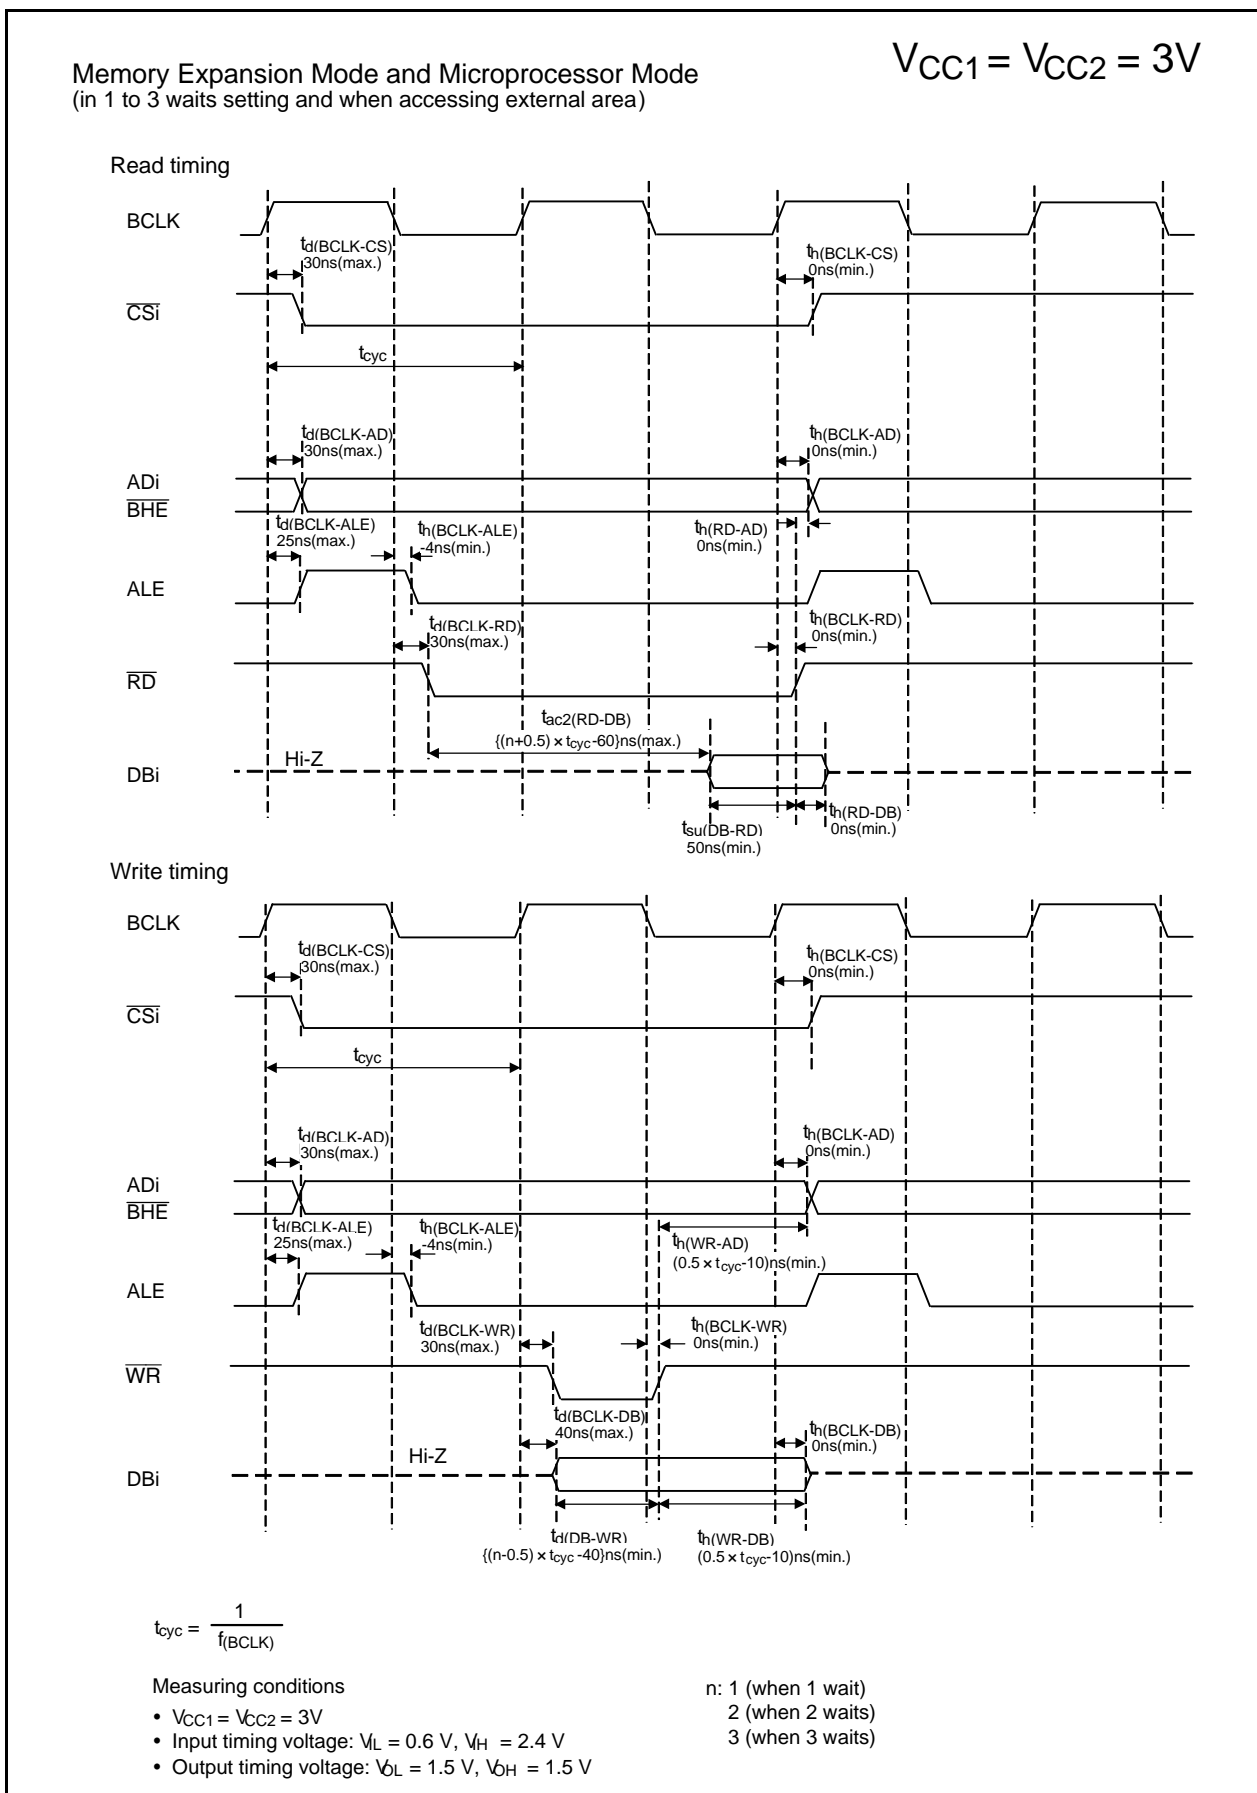 VCC1 = VCC2 = 3V
Memory Expansion Mode and Microprocessor Mode
(in 1 to 3 waits setting and when accessing external area)
Read timing
BCLK
td(BCLK-CS)
30ns(max.)
th(BCLK-CS)
0ns(min.)
CSi
tcyc
td(BCLK-AD)
30ns(max.)
th(BCLK-AD)
0ns(min.)
ADi
BHE
td(BCLK-ALE)
25ns(max.)
th(BCLK-ALE)
-4ns(min.)
th(RD-AD)
0ns(min.)
ALE
td(BCLK-RD)
30ns(max.)
th(BCLK-RD)
0ns(min.)
RD
tac2(RD-DB)
{(n+0.5) × tcyc-60}ns(max.)
Hi-Z
DBi
tsu(DB-RD)
50ns(min.)
th(RD-DB)
0ns(min.)
Write timing
BCLK
td(BCLK-CS)
30ns(max.)
th(BCLK-CS)
0ns(min.)
CSi
tcyc
td(BCLK-AD)
30ns(max.)
th(BCLK-AD)
0ns(min.)
ADi
BHE
td(BCLK-ALE)
25ns(max.)
th(BCLK-ALE)
-4ns(min.)
th(WR-AD)
(0.5 × tcyc-10)ns(min.)
ALE
td(BCLK-WR)
30ns(max.)
th(BCLK-WR)
0ns(min.)
WR
td(BCLK-DB)
40ns(max.)
th(BCLK-DB)
0ns(min.)
Hi-Z
DBi
td(DB-WR)
{(n-0.5) × tcyc -40}ns(min.)
th(WR-DB)
(0.5 × tcyc-10)ns(min.)
tcyc = 1
f(BCLK)
Measuring conditions
• VCC1 = VCC2 = 3V
• Input timing voltage: VIL = 0.6 V, VIH = 2.4 V
• Output timing voltage: VOL = 1.5 V, VOH = 1.5 V
n: 1 (when 1 wait)
2 (when 2 waits)
3 (when 3 waits)